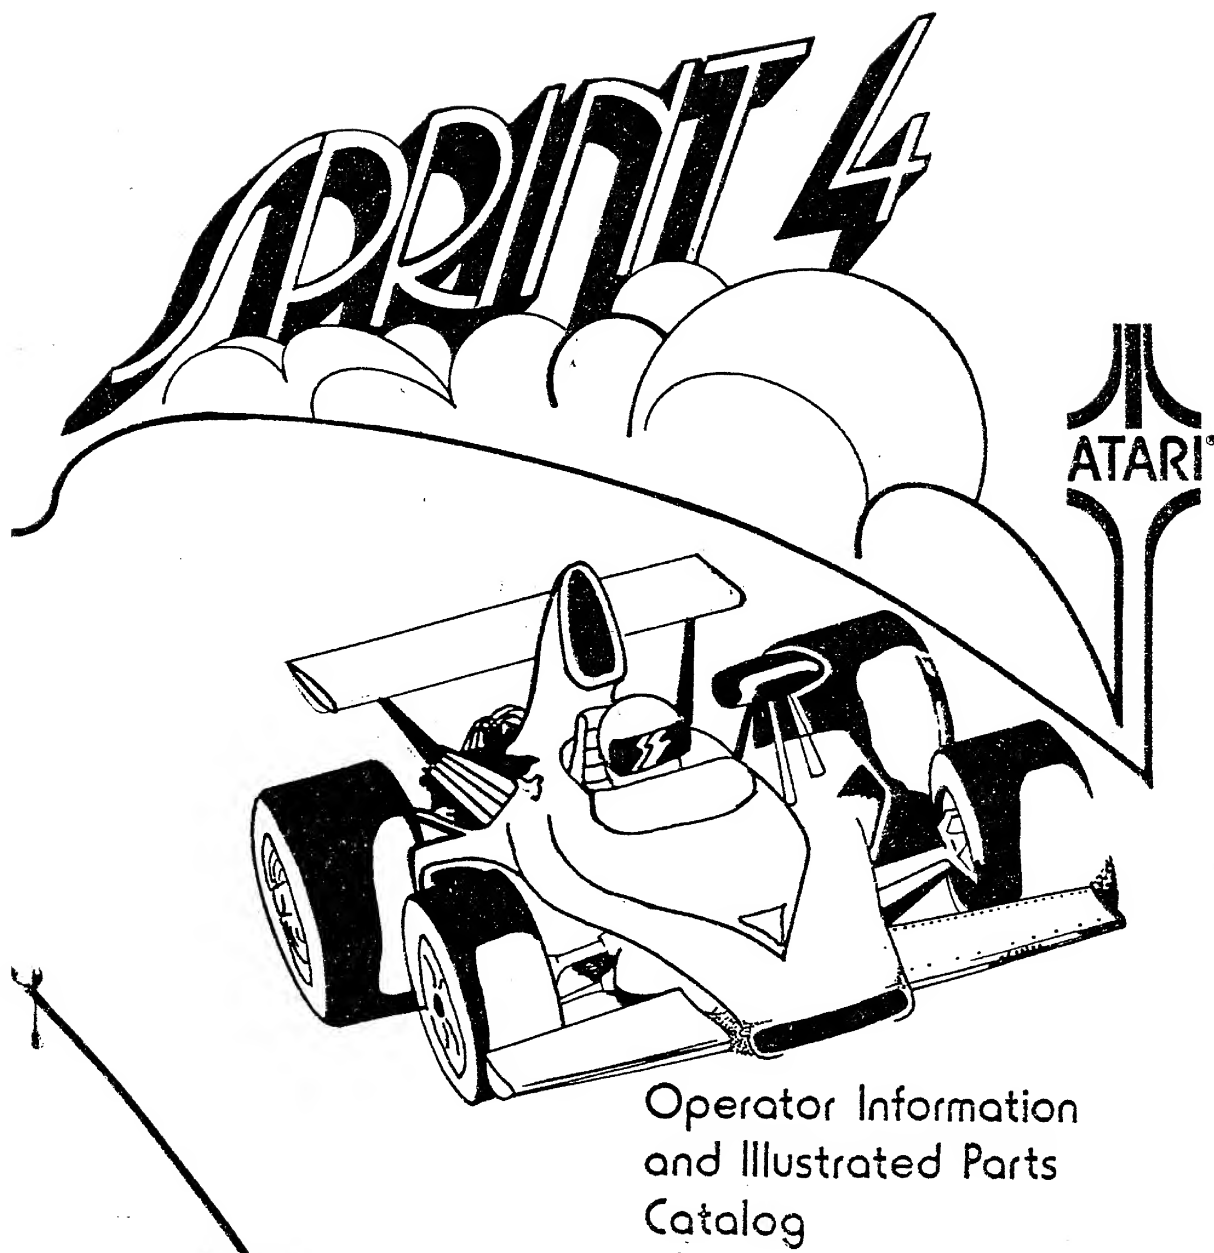 SPRINT 4
ATARI®
Operator Information
and Illustrated Parts
Catalog